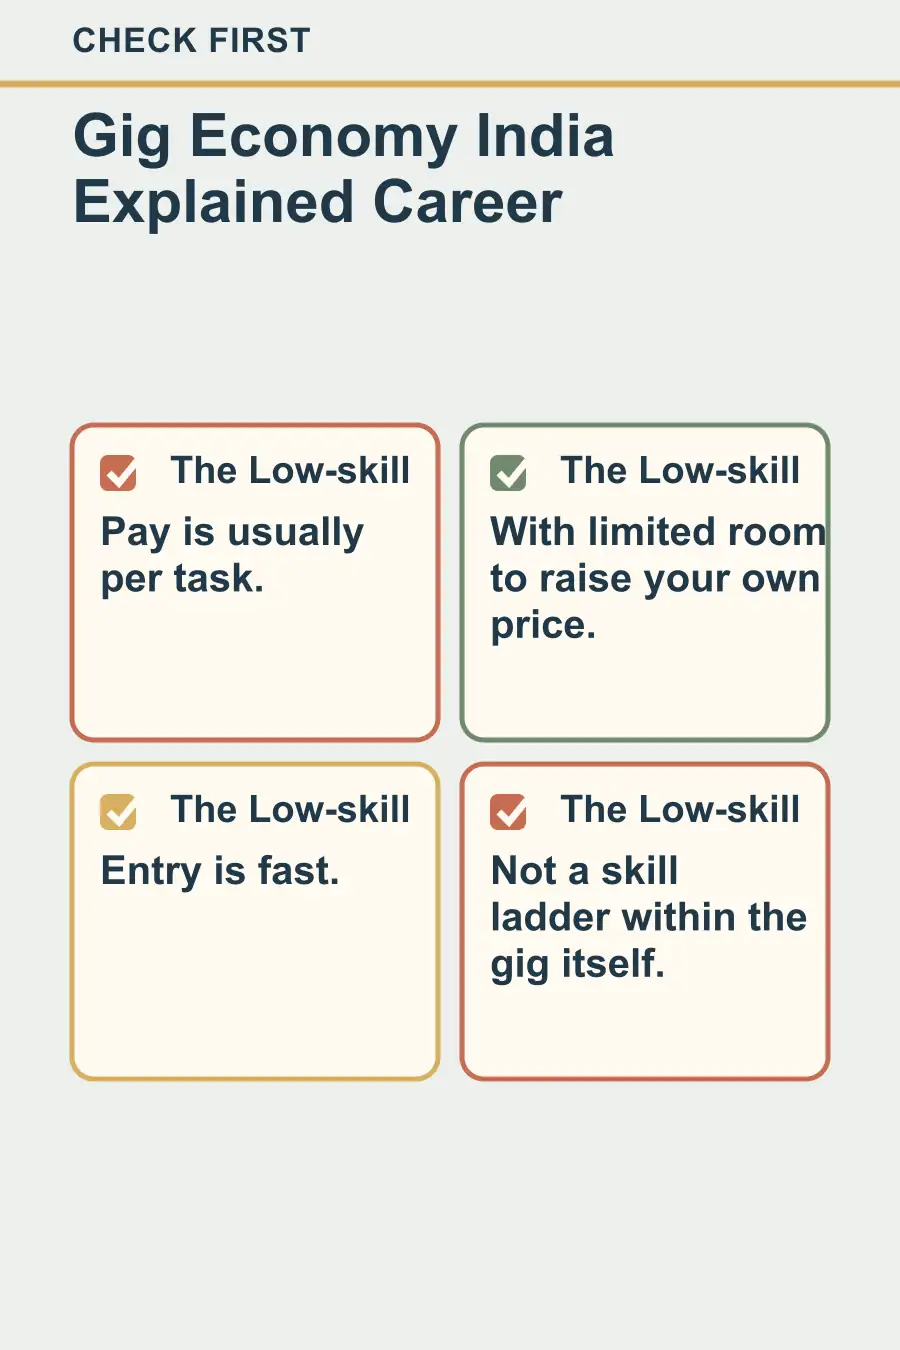 CHECK FIRST
Gig Economy India
Explained Career
The Low-skill
Pay is usually
per task.
The Low-skill
With limited room
to raise your own
price.
The Low-skill
Entry is fast.
The Low-skill
Not a skill
ladder within the
gig itself.